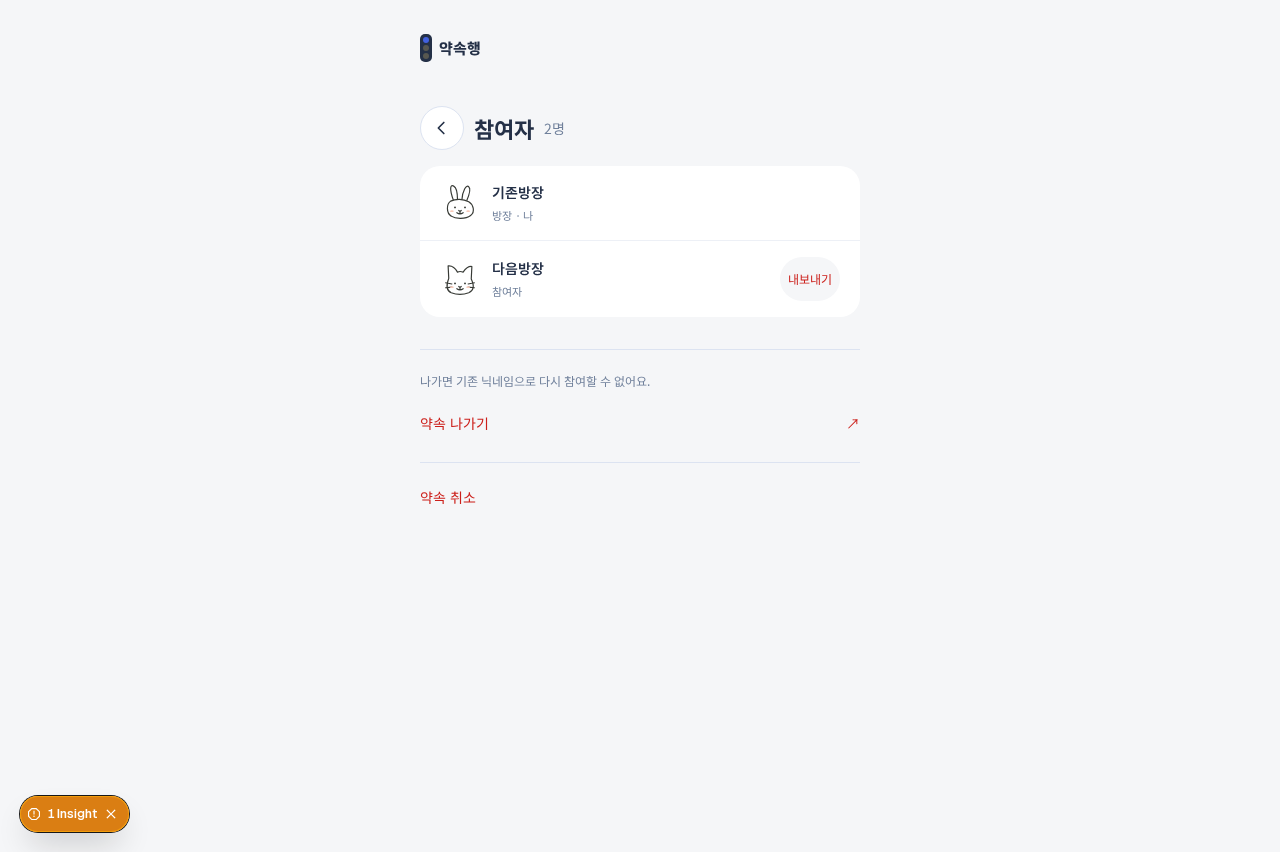 약속행
참여자 2명
기존방장
방장 · 나
다음방장
참여자
내보내기
나가면 기존 닉네임으로 다시 참여할 수 없어요.
약속 나가기 ↗
약속 취소
1 Insight